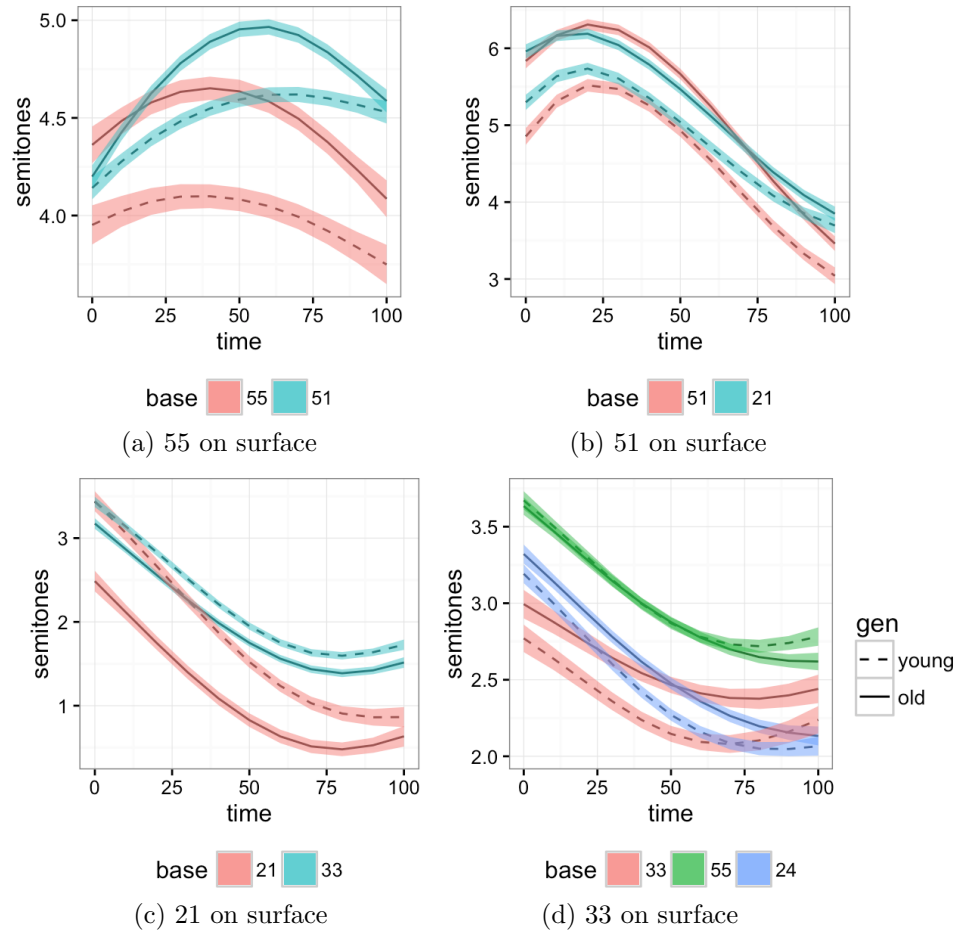 5.0
4.5
4.0
semitones
0 25 50 75 100
time
base 55 51
(a) 55 on surface
6
5
4
3
semitones
0 25 50 75 100
time
base 51 21
(b) 51 on surface
3
2
1
semitones
0 25 50 75 100
time
base 21 33
(c) 21 on surface
3.5
3.0
2.5
2.0
semitones
0 25 50 75 100
time
gen
young
old
base 33 55 24
(d) 33 on surface